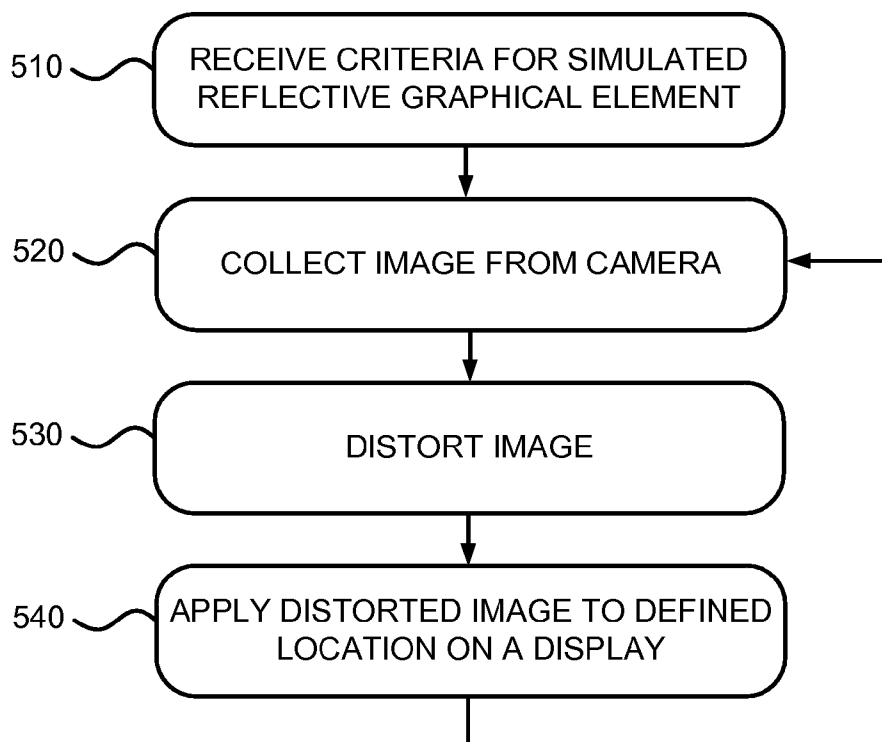 510
RECEIVE CRITERIA FOR SIMULATED
REFLECTIVE GRAPHICAL ELEMENT
520
COLLECT IMAGE FROM CAMERA
530
DISTORT IMAGE
540
APPLY DISTORTED IMAGE TO DEFINED
LOCATION ON A DISPLAY